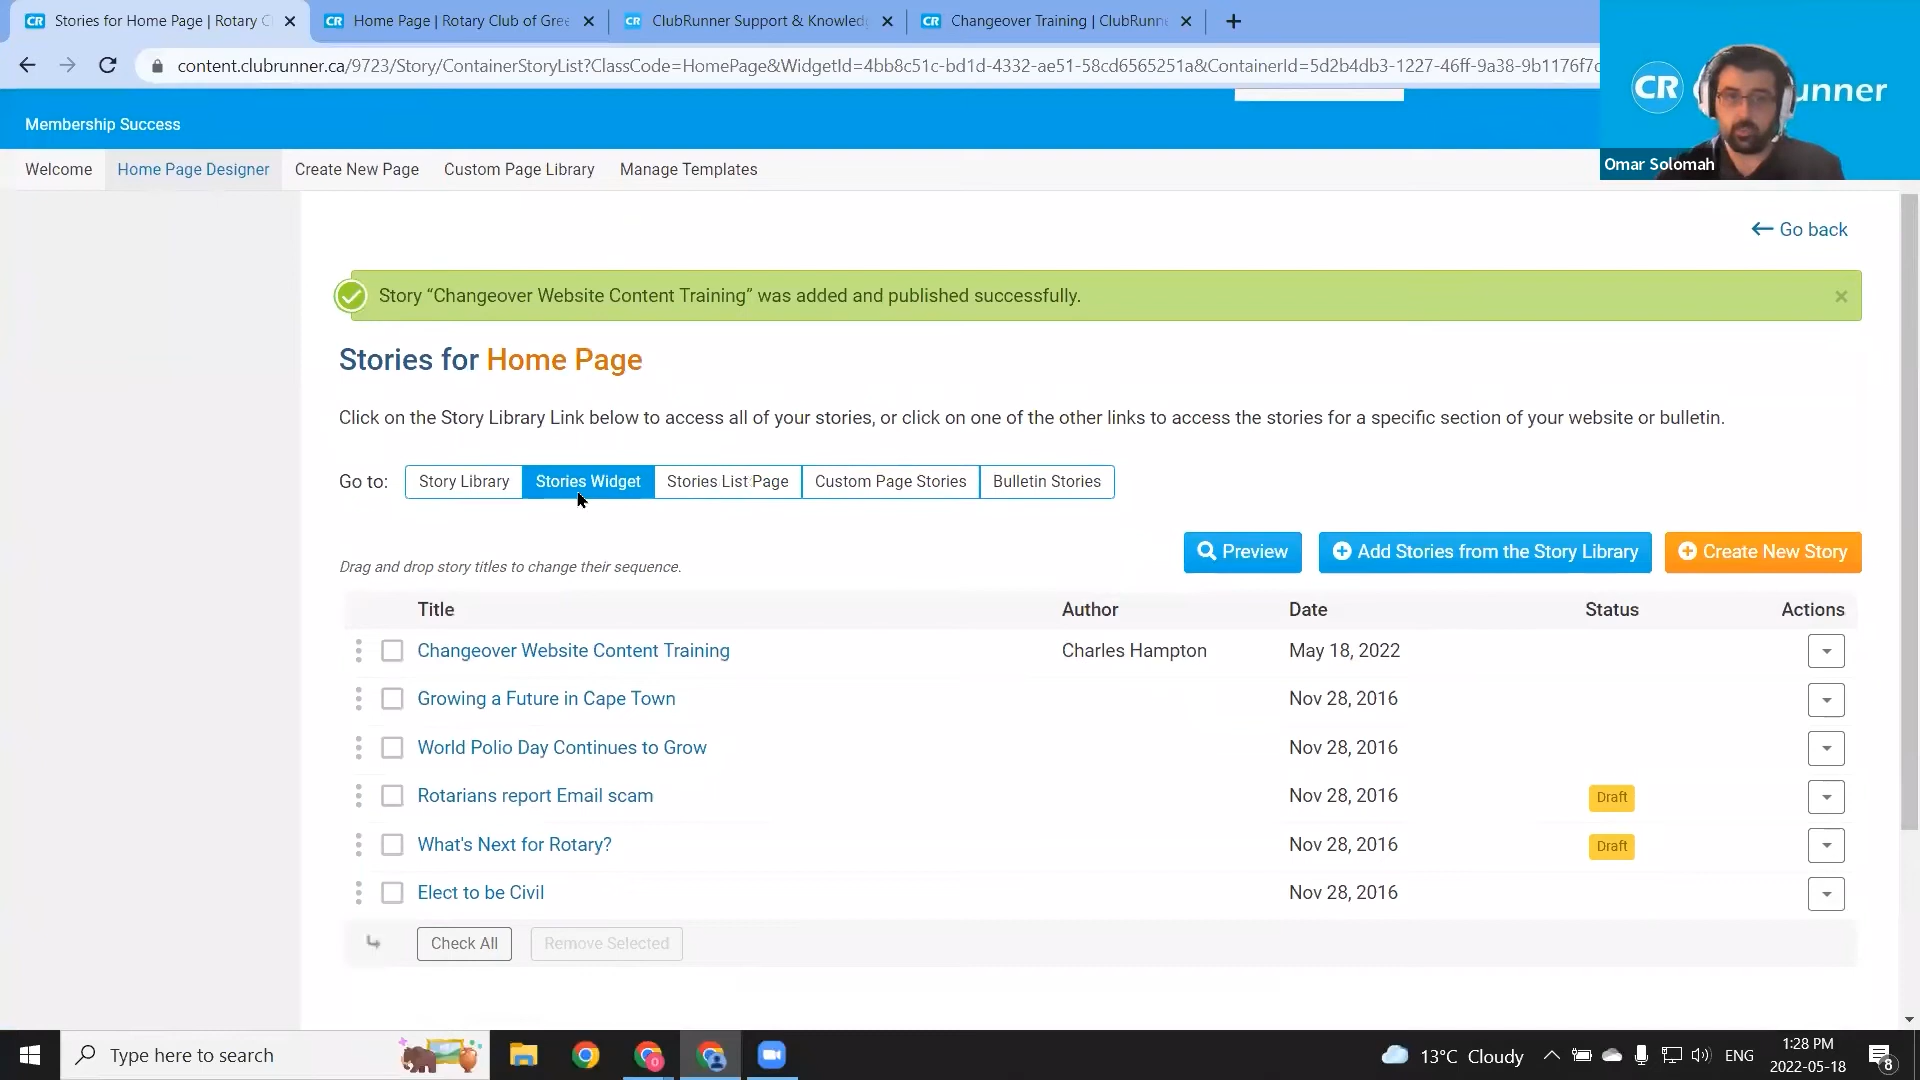 Stories for Home Page | Rotary C
Home Page | Rotary Club of Gree
ClubRunner Support & Knowled
Changeover Training | ClubRunne
content.clubrunner.ca/9723/Story/ContainerStoryList?ClassCode=HomePage&WidgetId=4bb8c51c-bd1d-4332-ae51-58cd6565251a&ContainerId=5d2b4db3-1227-46ff-9a38-9b1176f7c
CR unner
Omar Solomah
Membership Success
Welcome
Home Page Designer
Create New Page
Custom Page Library
Manage Templates
Go back
Story “Changeover Website Content Training” was added and published successfully.
Stories for Home Page
Click on the Story Library Link below to access all of your stories, or click on one of the other links to access the stories for a specific section of your website or bulletin.
Go to: Story Library Stories Widget Stories List Page Custom Page Stories Bulletin Stories
Preview
Add Stories from the Story Library
Create New Story
Drag and drop story titles to change their sequence.
Title Author Date Status Actions
Changeover Website Content Training Charles Hampton May 18, 2022
Growing a Future in Cape Town Nov 28, 2016
World Polio Day Continues to Grow Nov 28, 2016
Rotarians report Email scam Nov 28, 2016 Draft
What's Next for Rotary? Nov 28, 2016 Draft
Elect to be Civil Nov 28, 2016
Check All Remove Selected
Type here to search
13°C Cloudy
ENG
1:28 PM
2022-05-18
8